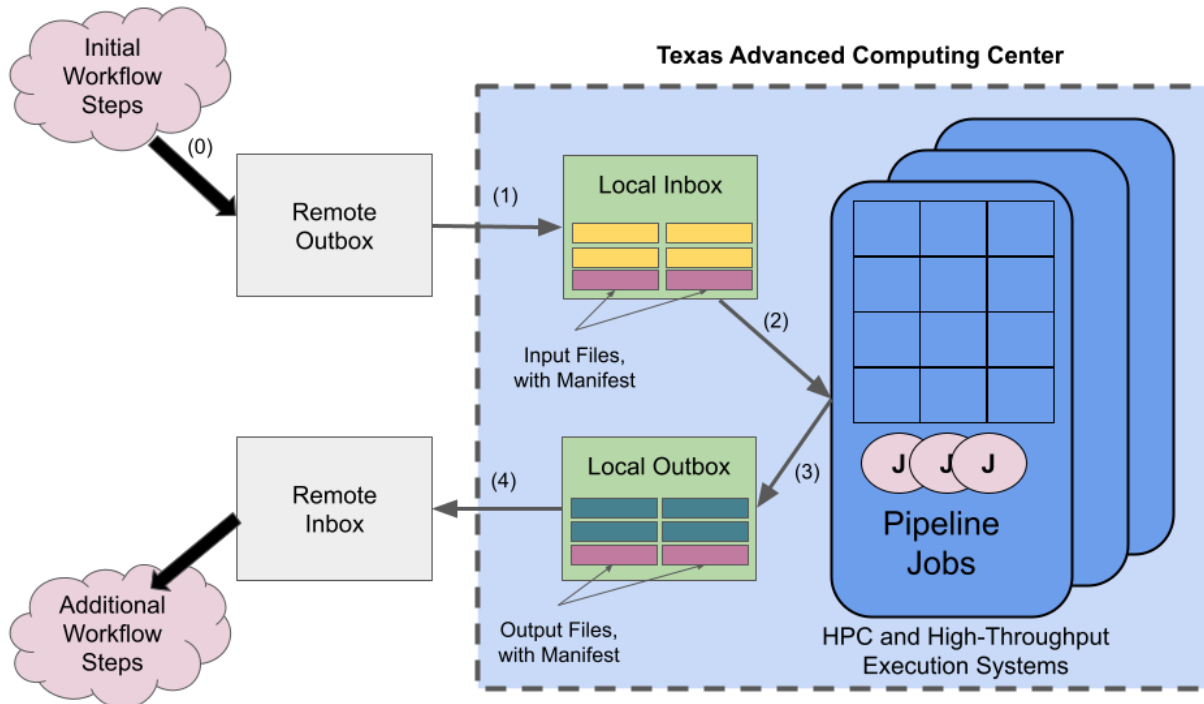 Initial
Workflow
Steps
(0)
Remote
Outbox
Texas Advanced Computing Center
(1)
Local Inbox
Input Files,
with Manifest
(2)
J J J
Pipeline
Jobs
HPC and High-Throughput
Execution Systems
(3)
Local Outbox
Output Files,
with Manifest
(4)
Remote
Inbox
Additional
Workflow
Steps